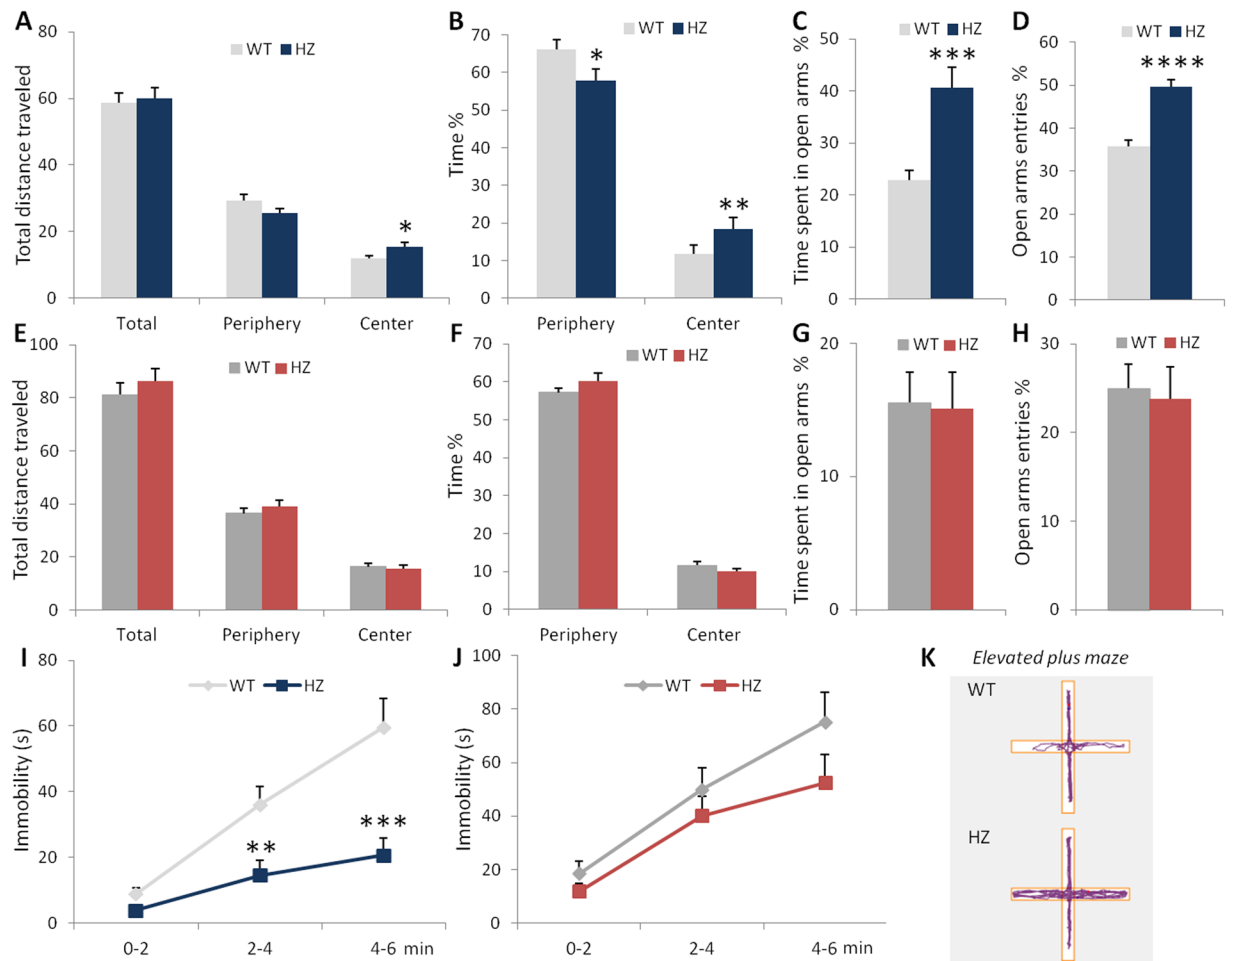 A
Total distance traveled
80
60
40
20
0
WT HZ
*
Total Periphery Center
B
Time %
70
60
50
40
30
20
10
0
WT HZ
*
**
Periphery Center
C
Time spent in open arms %
50
40
30
20
10
0
WT HZ
***
D
Open arms entries %
60
50
40
30
20
10
0
WT HZ
****
E
Total distance traveled
100
80
60
40
20
0
WT HZ
Total Periphery Center
F
Time %
70
60
50
40
30
20
10
0
WT HZ
Periphery Center
G
Time spent in open arms %
20
10
0
WT HZ
H
Open arms entries %
30
20
10
0
WT HZ
I
Immobility (s)
80
60
40
20
0
WT HZ
**
***
0-2 2-4 4-6 min
J
Immobility (s)
100
80
60
40
20
0
WT HZ
0-2 2-4 4-6 min
K
Elevated plus maze
WT
HZ